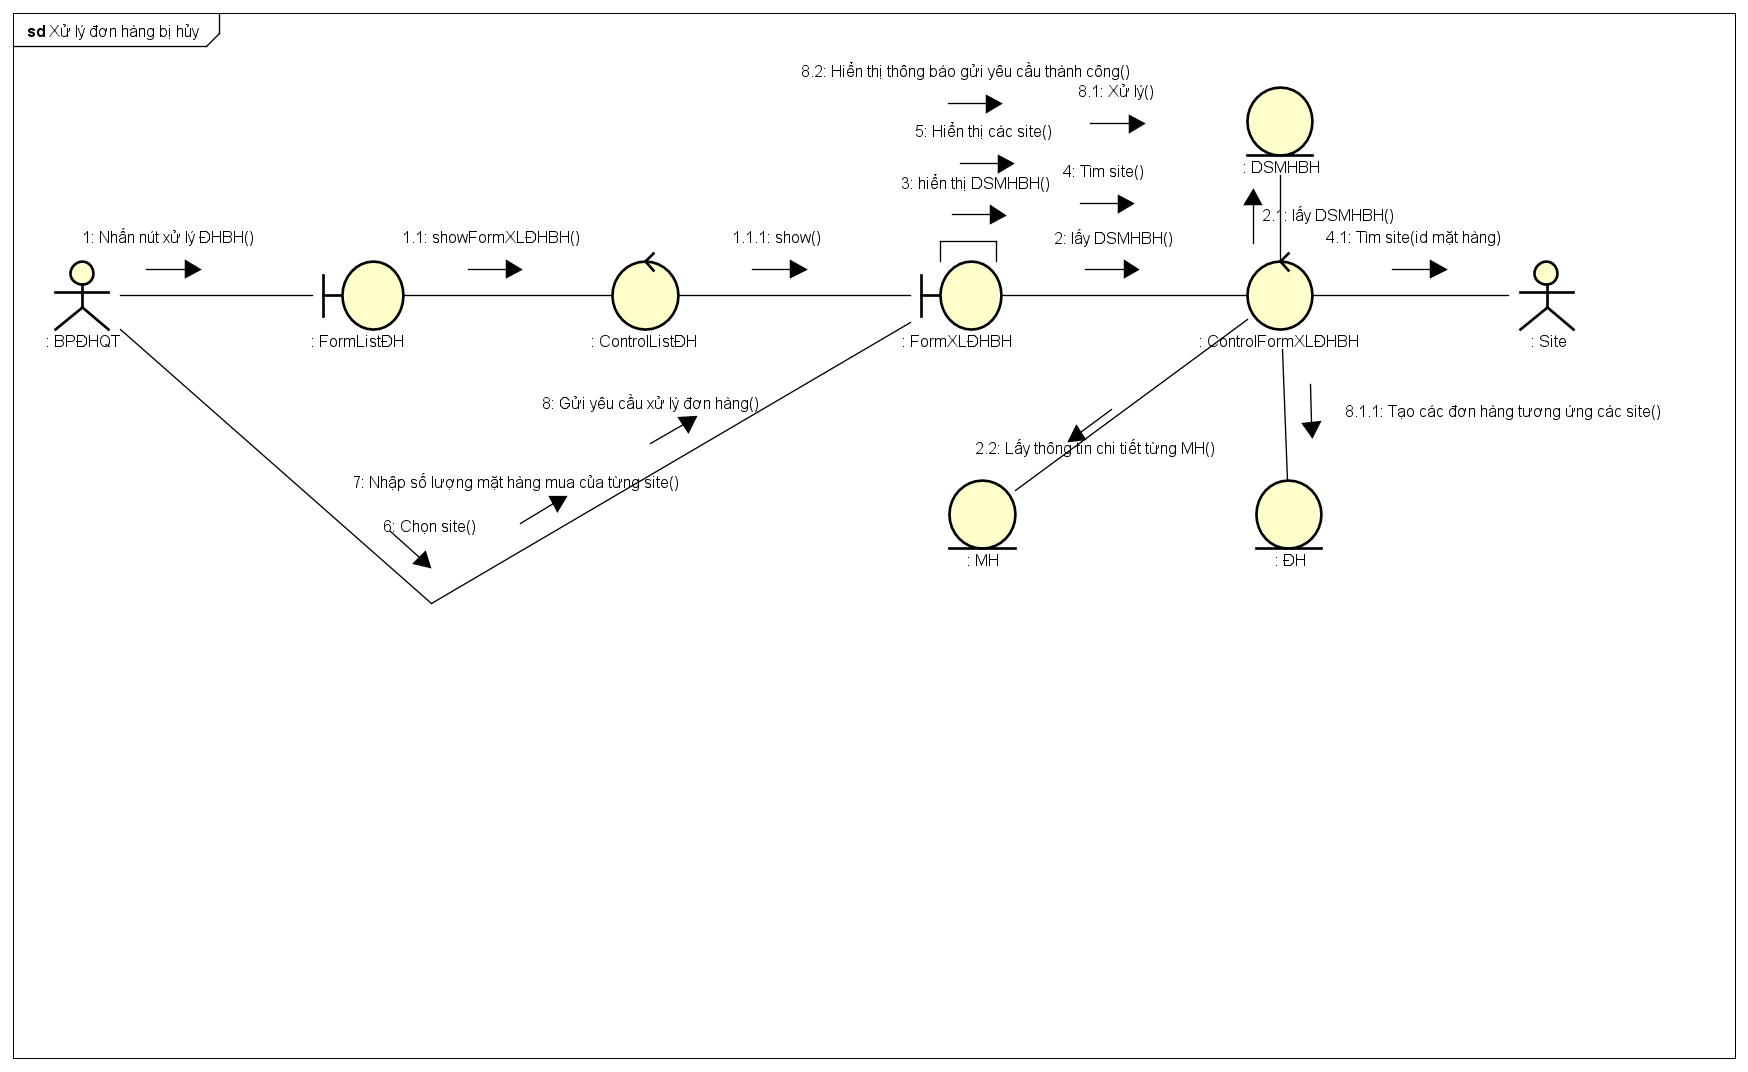 sd Xử lý đơn hàng bị hủy
8.2: Hiển thị thông báo gửi yêu cầu thành công()
8.1: Xử lý()
5: Hiển thị các site()
3: hiển thị DSMHBH()
4: Tìm site()
: DSMHBH
2.1: lấy DSMHBH()
1: Nhấn nút xử lý ĐHBH()
1.1: showFormXLĐHBH()
1.1.1: show()
2: lấy DSMHBH()
4.1: Tìm site(id mặt hàng)
: BPĐHQT
: FormListĐH
: ControlListĐH
: FormXLĐHBH
: ControlFormXLĐHBH
: Site
8: Gửi yêu cầu xử lý đơn hàng()
8.1.1: Tạo các đơn hàng tương ứng các site()
2.2: Lấy thông tin chi tiết từng MH()
7: Nhập số lượng mặt hàng mua của từng site()
6: Chọn site()
: MH
: ĐH